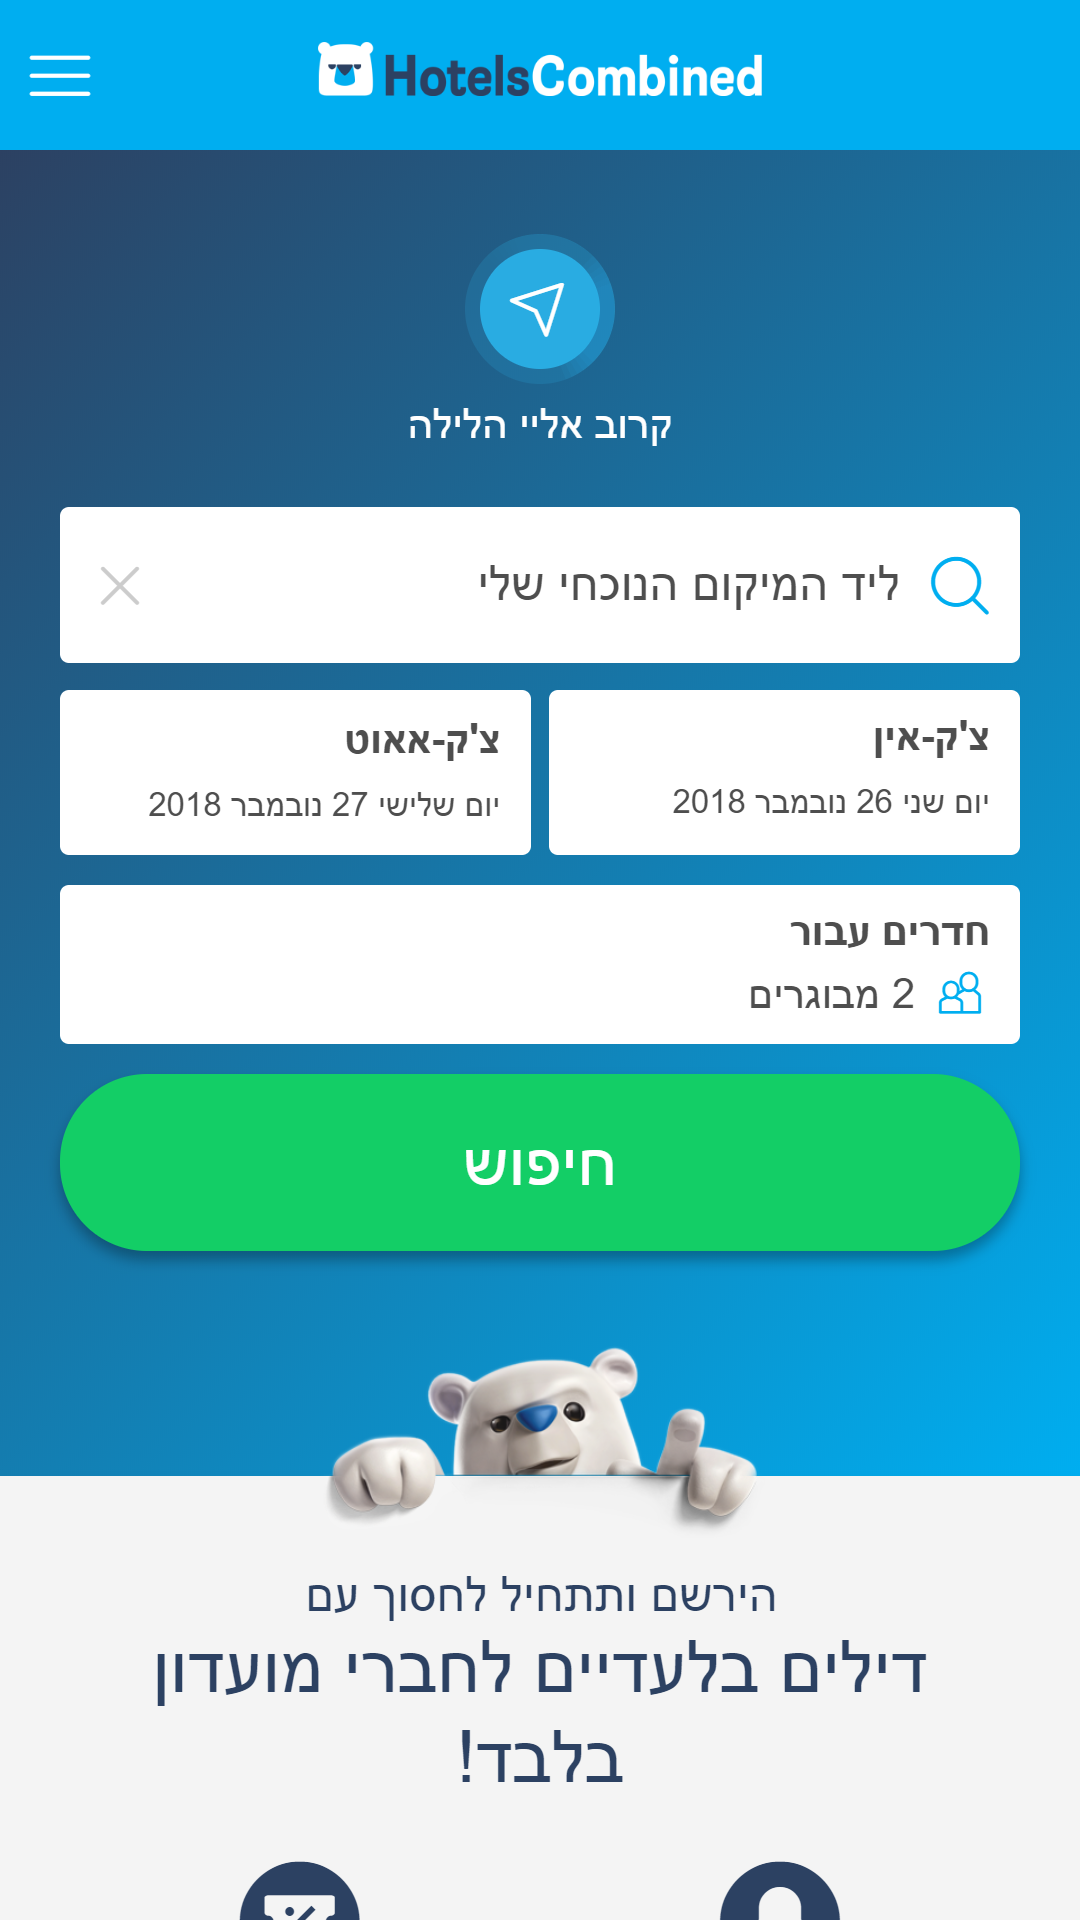 HotelsCombined
קרוב אליי הלילה
ליד המיקום הנוכחי שלי
צ'ק-אין
יום שני 26 נובמבר 2018
צ'ק-אאוט
יום שלישי 27 נובמבר 2018
חדרים עבור
2 מבוגרים
חיפוש
הירשם ותתחיל לחסוך עם
דילים בלעדיים לחברי מועדון
בלבד!